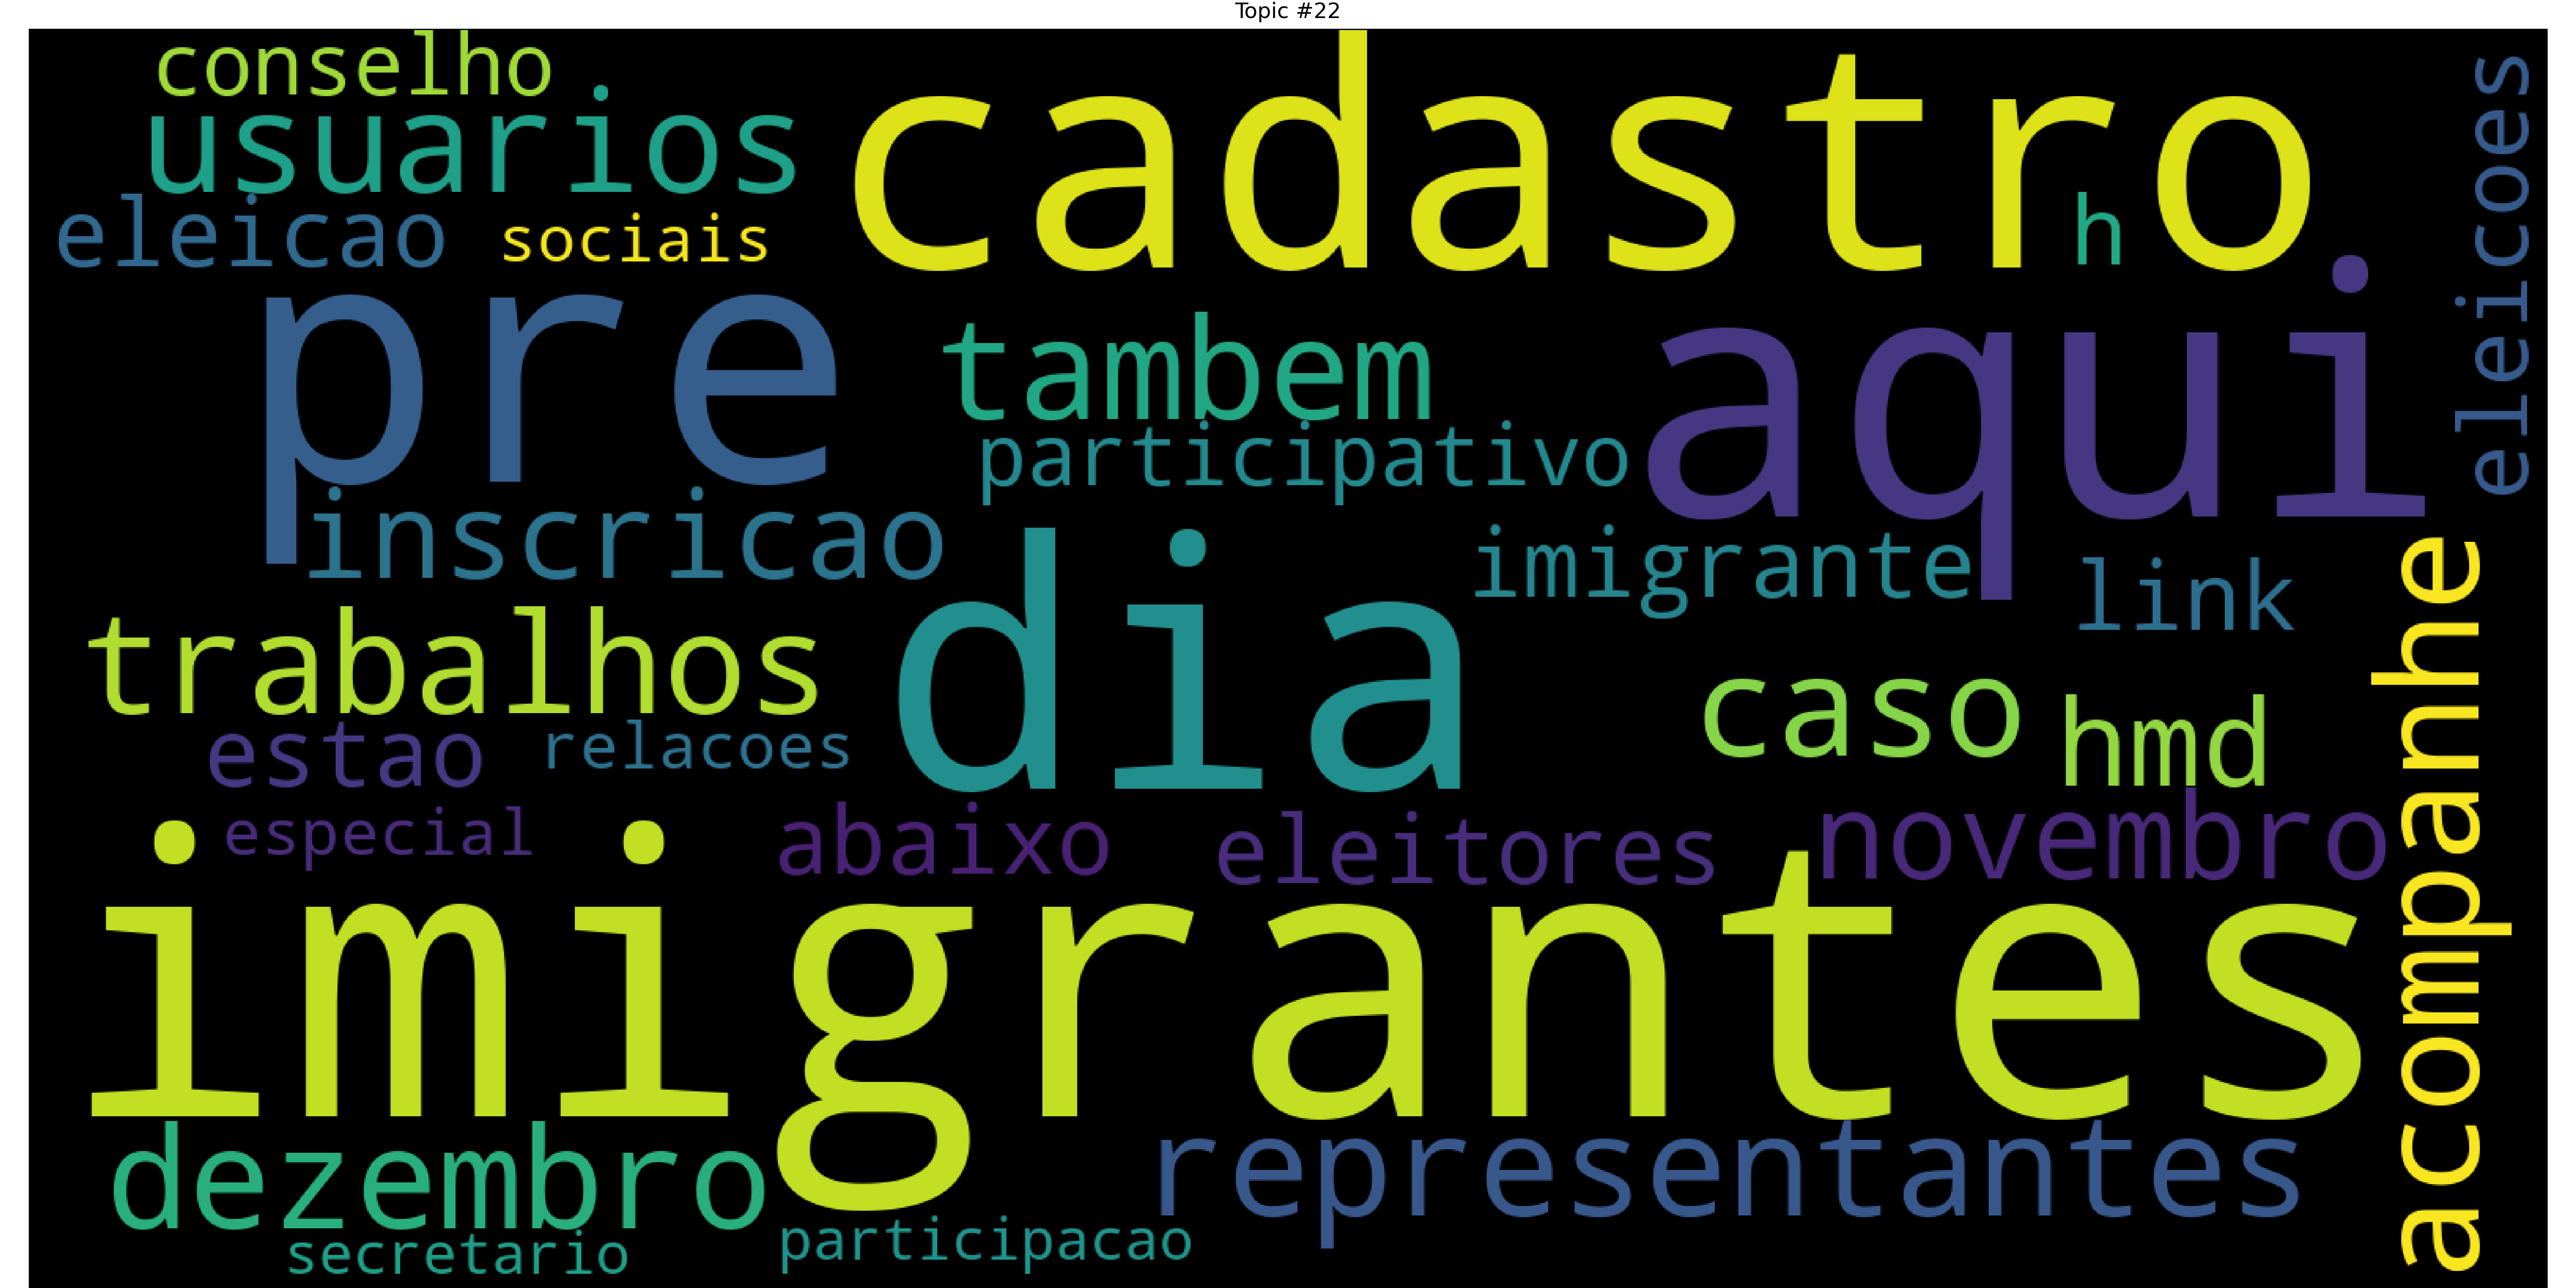 Topic #22
conselho
usuarios
cadastro
eleicoes
eleicao
sociais
h
pre
tambem
aqui
participativo
inscricao
imigrante
link
dia
trabalhos
caso
hmd
acompanhe
estao
relacoes
especial
abaixo
eleitores
novembro
imigrantes
dezembro
representantes
secretario
participacao